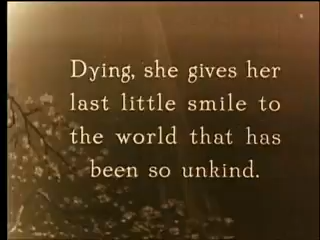 Dying, she gives her
last little smile to
the world that has
been so unkind.